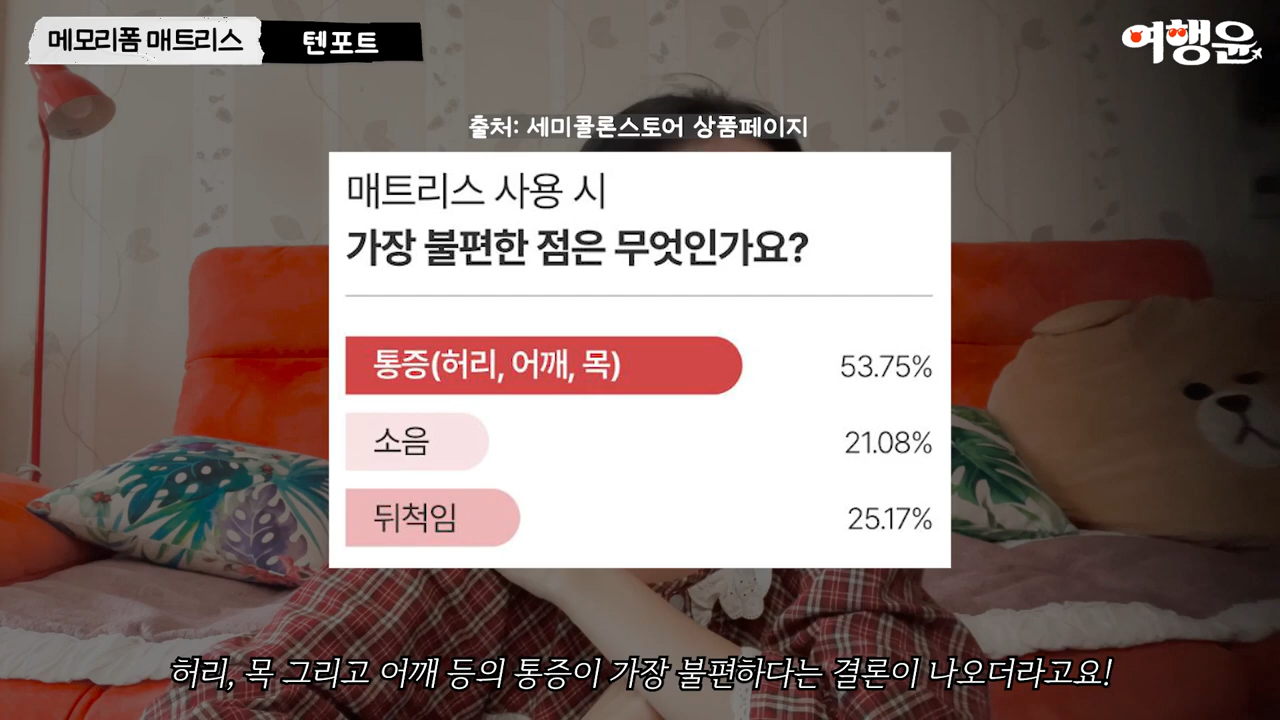 메모리폼 매트리스 텐포트
여행윤
출처: 세미콜론스토어 상품페이지
매트리스 사용 시
가장 불편한 점은 무엇인가요?
통증(허리, 어깨, 목) 53.75%
소음 21.08%
뒤척임 25.17%
허리, 목 그리고 어깨 등의 통증이 가장 불편하다는 결론이 나오더라고요!